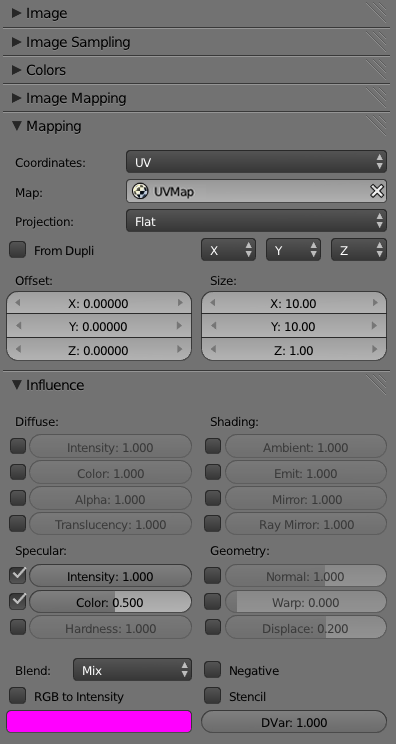 Image
Image Sampling
Colors
Image Mapping
Mapping
Coordinates: UV
Map: UVMap
Projection: Flat
From Dupli X Y Z
Offset: Size:
X: 0.00000 X: 10.00
Y: 0.00000 Y: 10.00
Z: 0.00000 Z: 1.00
Influence
Diffuse: Shading:
Intensity: 1.000 Ambient: 1.000
Color: 1.000 Emit: 1.000
Alpha: 1.000 Mirror: 1.000
Translucency: 1.000 Ray Mirror: 1.000
Specular: Geometry:
Intensity: 1.000 Normal: 1.000
Color: 0.500 Warp: 0.000
Hardness: 1.000 Displace: 0.200
Blend: Mix Negative
RGB to Intensity Stencil
DVar: 1.000